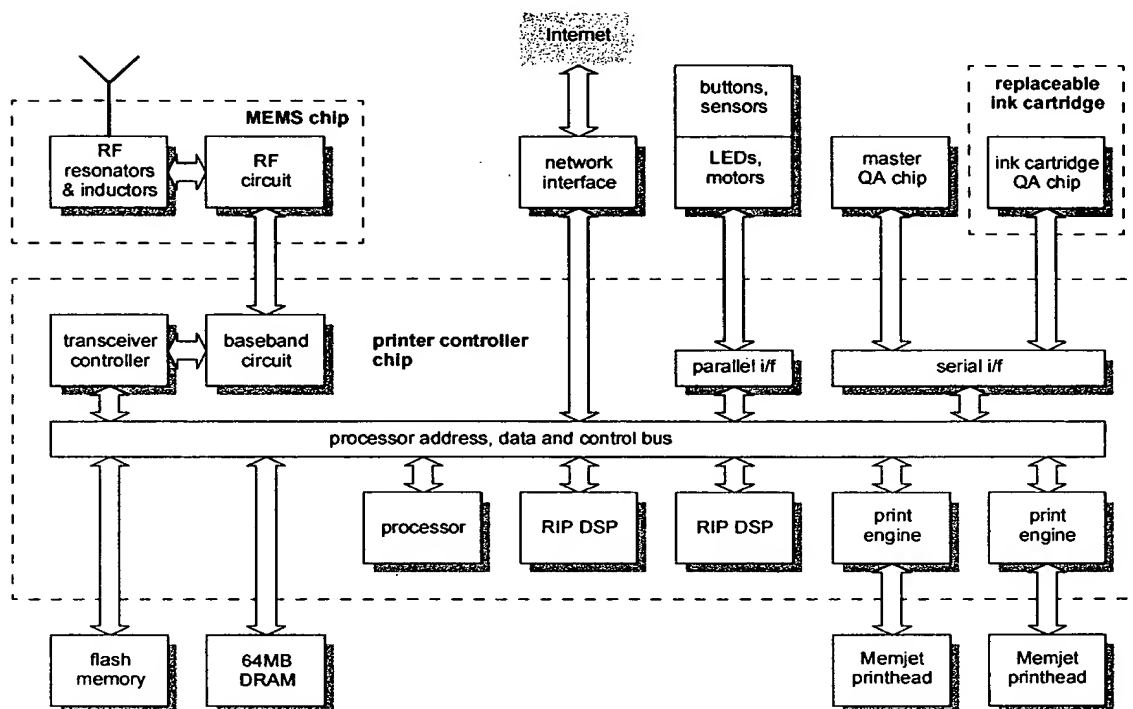 Internet
buttons,
sensors
replaceable
ink cartridge
MEMS chip
RF
resonators
& inductors
RF
circuit
network
interface
LEDs,
motors
master
QA chip
ink cartridge
QA chip
transceiver
controller
baseband
circuit
printer controller
chip
parallel i/f
serial i/f
processor address, data and control bus
processor
RIP DSP
RIP DSP
print
engine
print
engine
flash
memory
64MB
DRAM
Memjet
printhead
Memjet
printhead